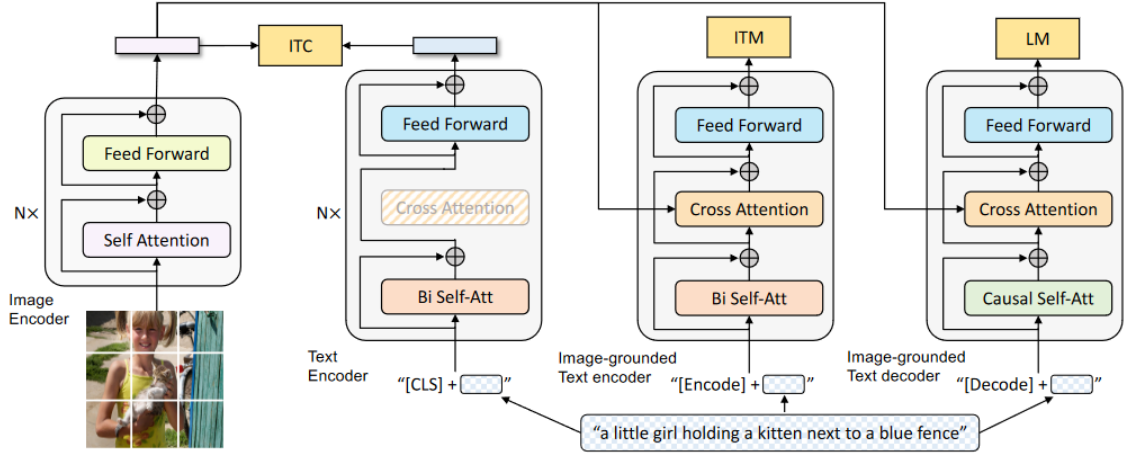 ITC
ITM
LM
Feed Forward
Self Attention
N×
Image
Encoder
Feed Forward
Cross Attention
Bi Self-Att
N×
Text
Encoder
"[CLS] + "
Feed Forward
Cross Attention
Bi Self-Att
Image-grounded
Text encoder
"[Encode] + "
Feed Forward
Cross Attention
Causal Self-Att
Image-grounded
Text decoder
"[Decode] + "
"a little girl holding a kitten next to a blue fence"